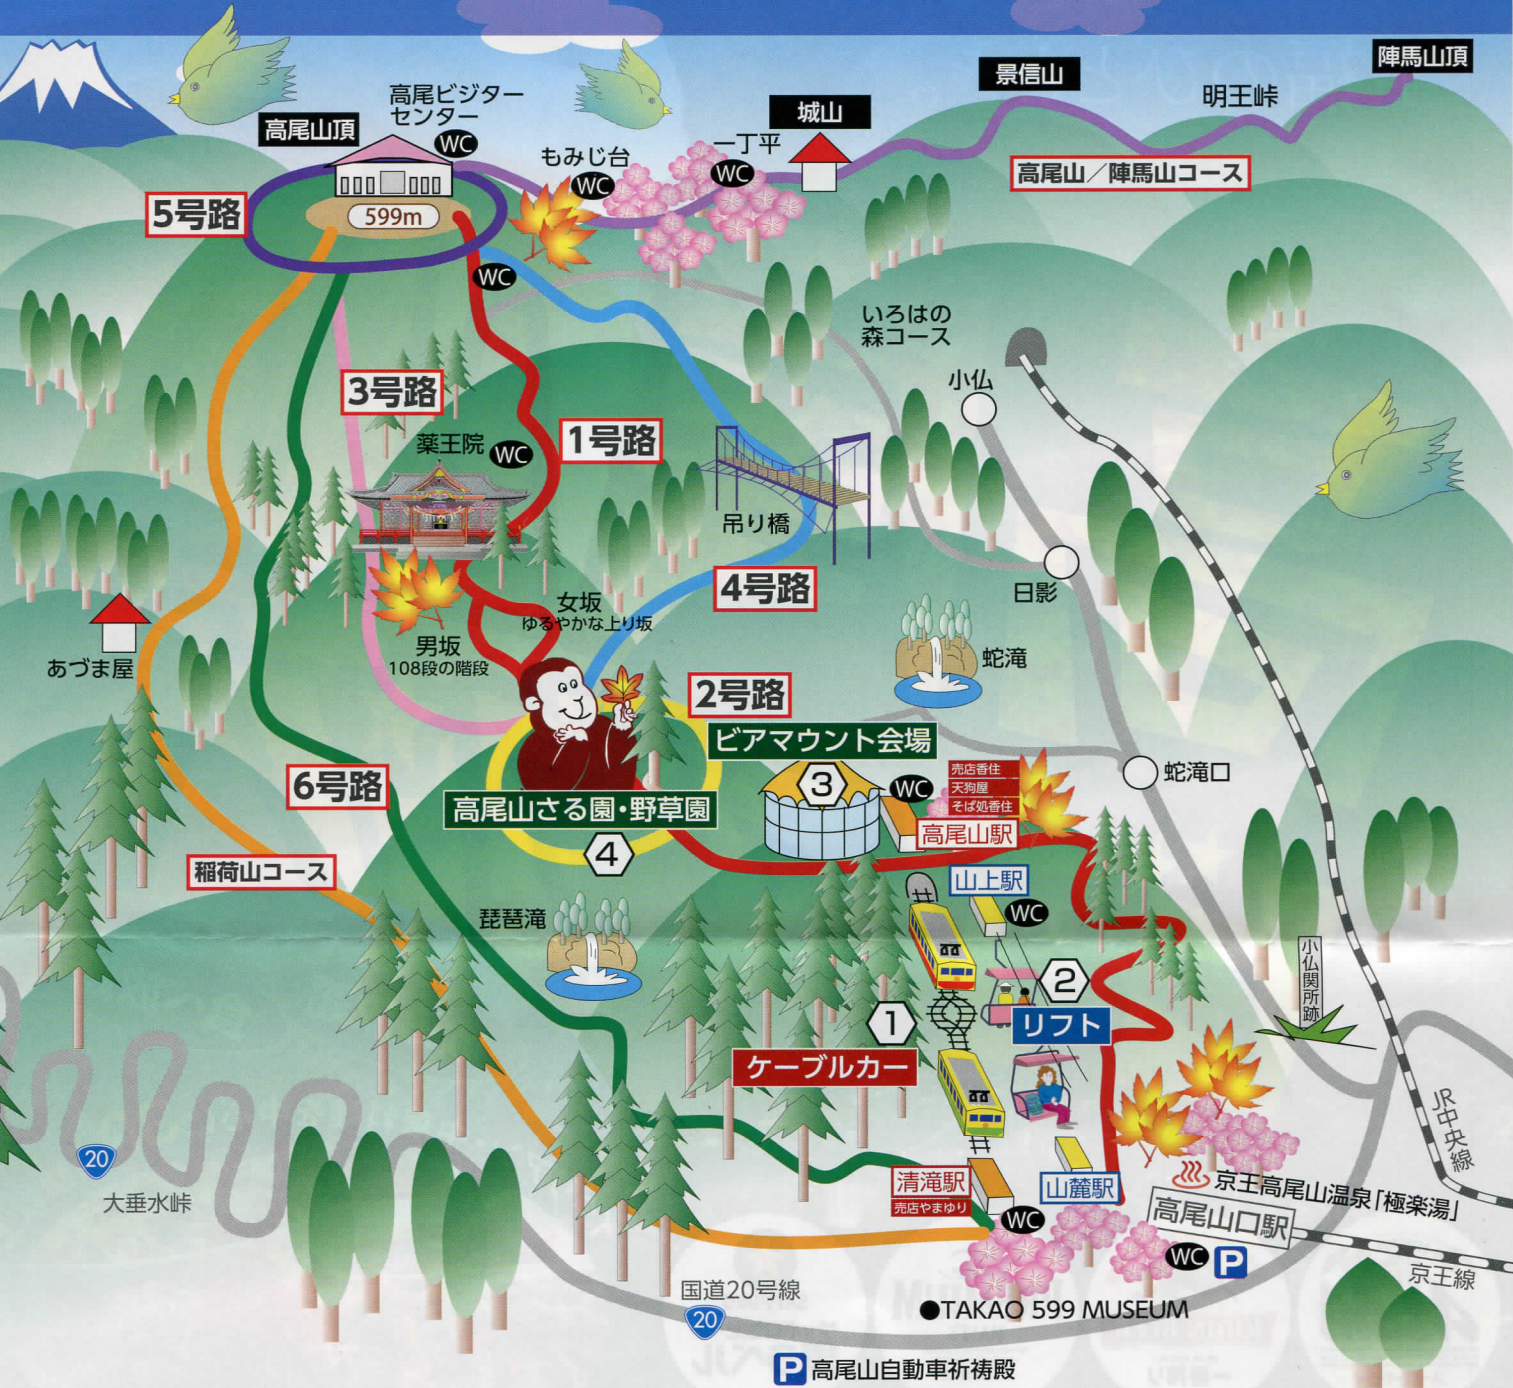 陣馬山頂
景信山
明王峠
高尾ビジター
センター
WC
高尾山頂
城山
一丁平
WC
もみじ台
WC
高尾山／陣馬山コース
5号路
599m
WC
いろはの
森コース
小仏
3号路
1号路
薬王院
WC
吊り橋
4号路
日影
女坂
ゆるやかな上り坂
男坂
108段の階段
あづま屋
蛇滝
2号路
ビアマウント会場
3
WC
売店香住
天狗屋
そば処香住
蛇滝口
6号路
高尾山さる園・野草園
4
高尾山駅
稲荷山コース
山上駅
WC
琵琶滝
小仏関所跡
2
リフト
1
ケーブルカー
JR中央線
20
大垂水峠
清滝駅
売店やまゆり
山麓駅
京王高尾山温泉「極楽湯」
高尾山口駅
WC
WC
P
京王線
国道20号線
20
●TAKAO 599 MUSEUM
P 高尾山自動車祈祷殿